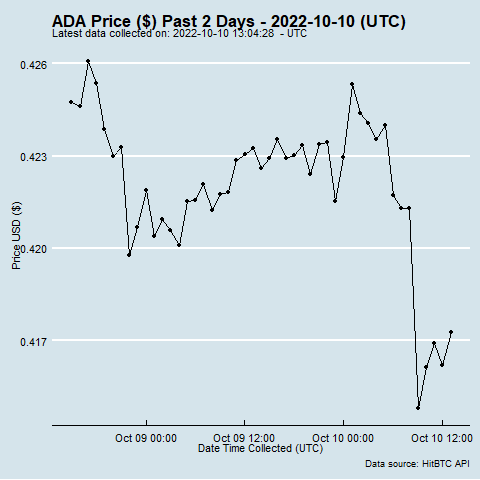 ADA Price ($) Past 2 Days - 2022-10-10 (UTC)
Latest data collected on: 2022-10-10 13:04:28  - UTC
0.426
0.423
0.420
0.417
Price USD ($)
Oct 09 00:00
Oct 09 12:00
Oct 10 00:00
Oct 10 12:00
Date Time Collected (UTC)
Data source: HitBTC API